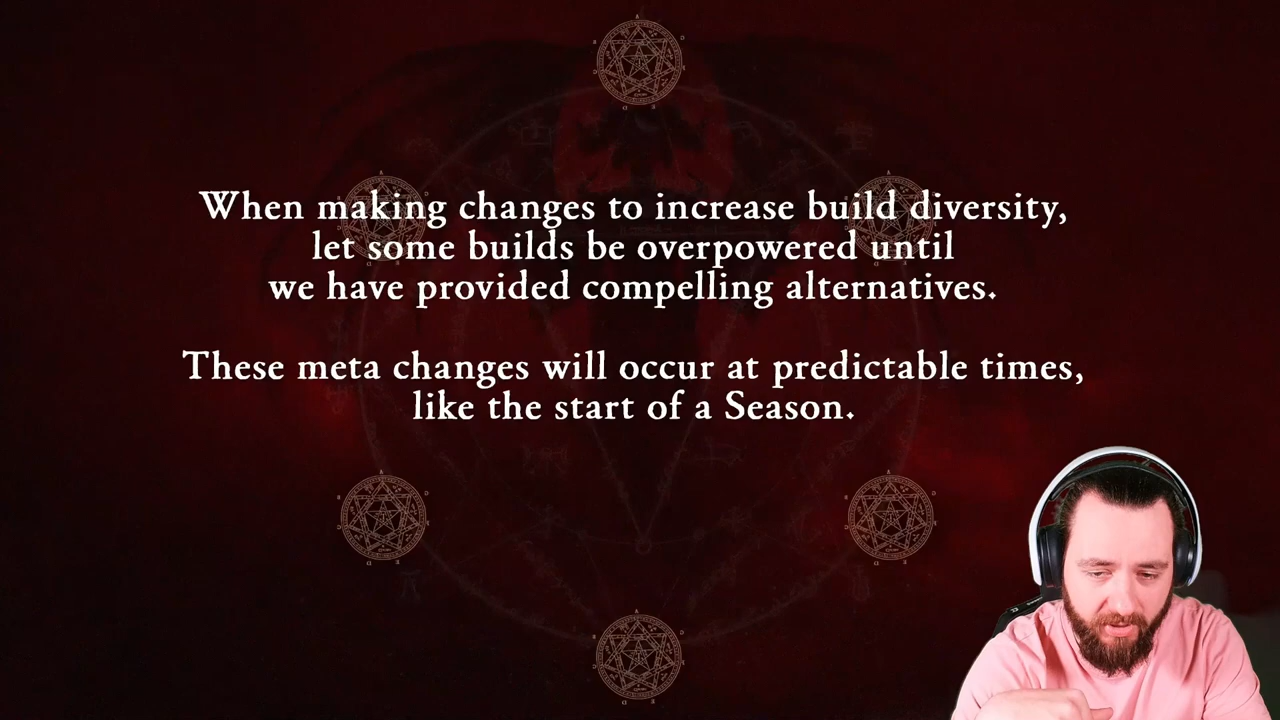 When making changes to increase build diversity,
let some builds be overpowered until
we have provided compelling alternatives.
These meta changes will occur at predictable times,
like the start of a Season.